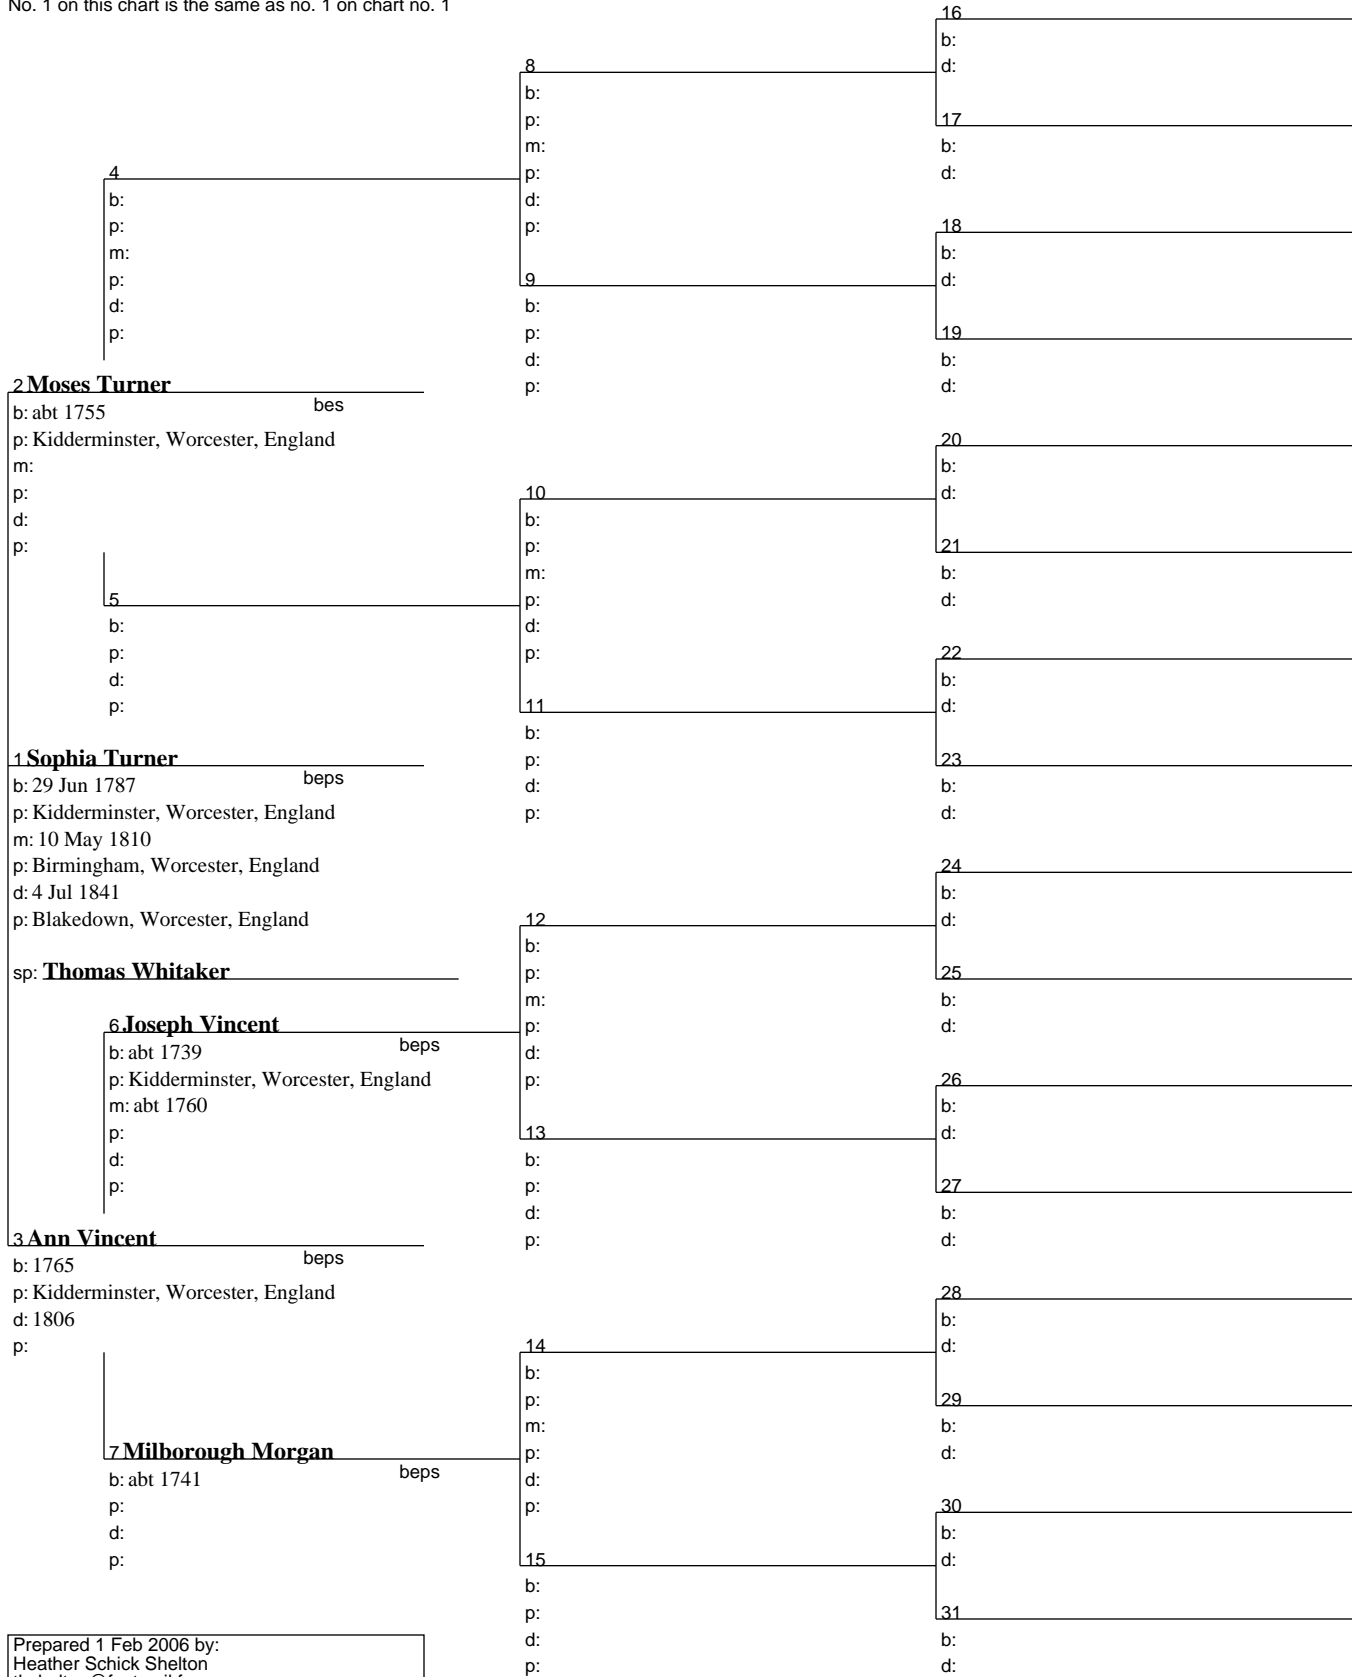 No. 1 on this chart is the same as no. 1 on chart no. 1
16
b:
d:
8
b:
p:
m:
p:
d:
p:
17
b:
d:
4
b:
p:
m:
p:
d:
p:
18
b:
d:
9
b:
p:
d:
p:
19
b:
d:
2 Moses Turner
bes
b: abt 1755
p: Kidderminster, Worcester, England
m:
p:
d:
p:
20
b:
d:
10
b:
p:
m:
p:
d:
p:
21
b:
d:
5
b:
p:
d:
p:
22
b:
d:
11
b:
p:
d:
p:
23
b:
d:
1 Sophia Turner
beps
b: 29 Jun 1787
p: Kidderminster, Worcester, England
m: 10 May 1810
p: Birmingham, Worcester, England
d: 4 Jul 1841
p: Blakedown, Worcester, England
sp: Thomas Whitaker
24
b:
d:
12
b:
p:
m:
p:
d:
p:
25
b:
d:
6 Joseph Vincent
beps
b: abt 1739
p: Kidderminster, Worcester, England
m: abt 1760
p:
d:
p:
26
b:
d:
13
b:
p:
d:
p:
27
b:
d:
3 Ann Vincent
beps
b: 1765
p: Kidderminster, Worcester, England
d: 1806
p:
28
b:
d:
14
b:
p:
m:
p:
d:
p:
29
b:
d:
7 Milborough Morgan
beps
b: abt 1741
p:
d:
p:
30
b:
d:
15
b:
p:
d:
p:
31
b:
d:
Prepared 1 Feb 2006 by:
Heather Schick Shelton